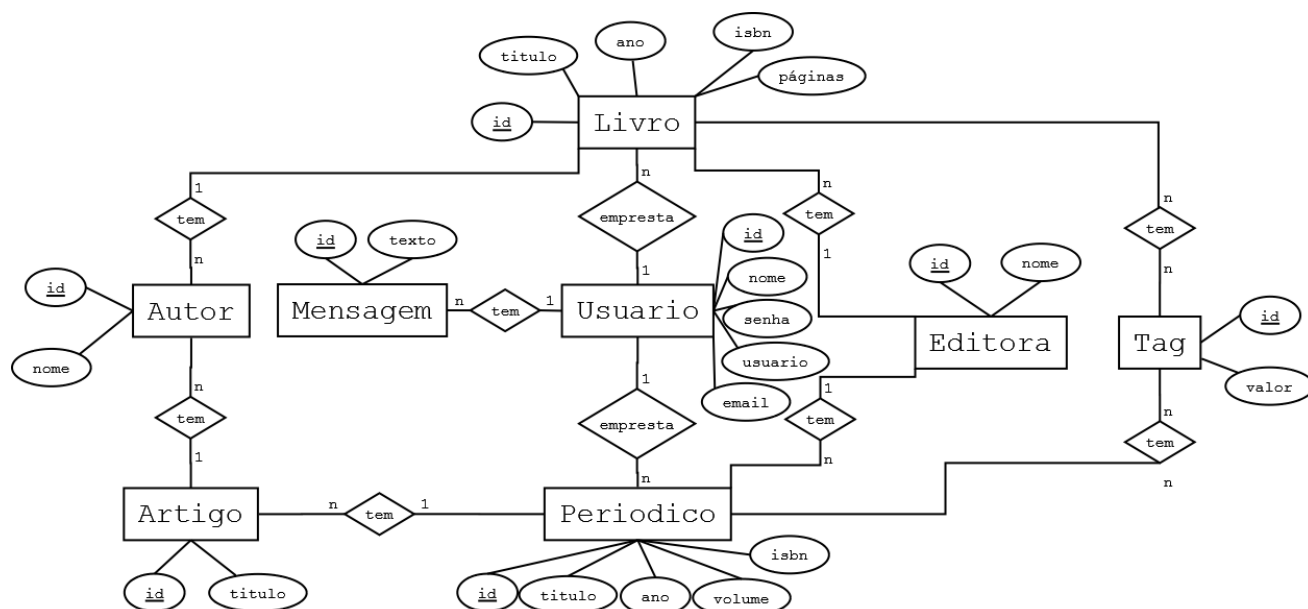 isbn
ano
titulo
páginas
id
Livro
1
n
n
n
tem
empresta
tem
tem
id
texto
id
n
1
1
n
id
nome
id
nome
id
Autor
Mensagem
n
tem
1
Usuario
senha
Editora
Tag
nome
usuario
valor
n
1
email
1
n
tem
empresta
tem
tem
1
n
n
n
Artigo
n
tem
1
Periodico
isbn
id
titulo
id
titulo
ano
volume